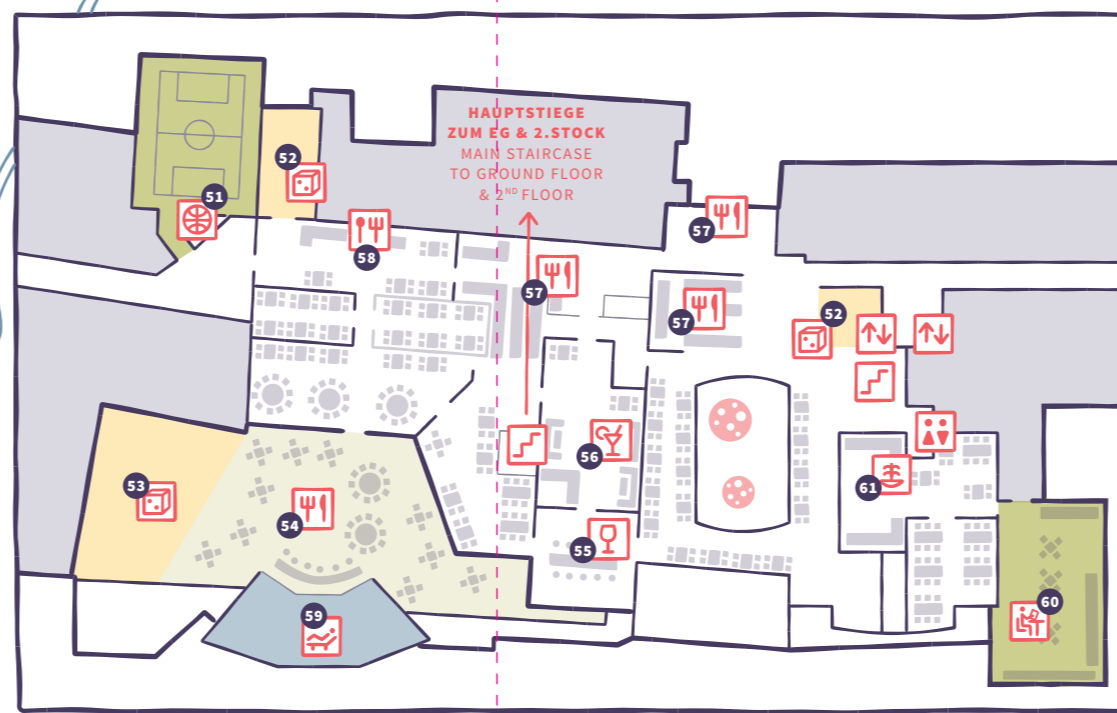 HAUPTSTIEGE
ZUM EG & 2.STOCK
MAIN STAIRCASE
TO GROUND FLOOR
& 2ND FLOOR
52
51
57
58
57
52
57
56
61
53
54
55
60
59